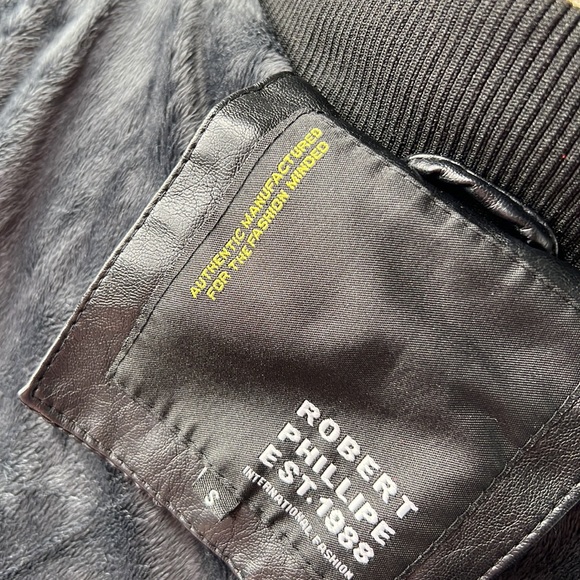 AUTHENTIC MANUFACTURED
FOR THE FASHION MINDED
ROBERT
PHILLIPE
EST.1988
INTERNATIONAL FASHION
S